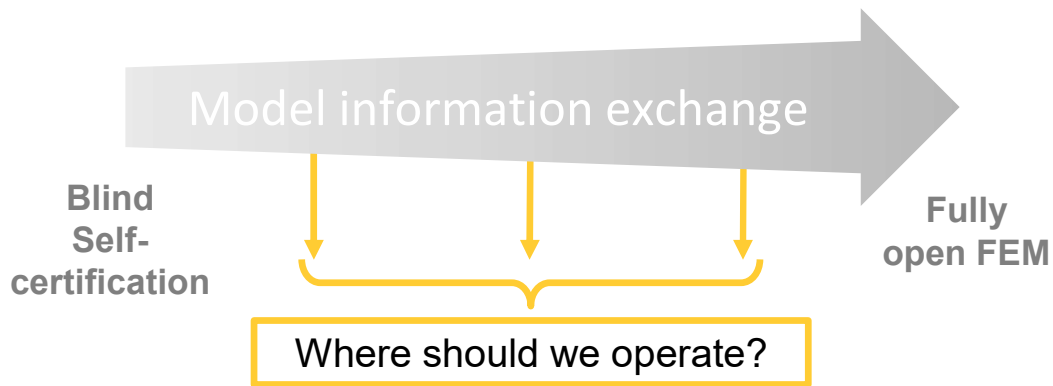 Model information exchange
Blind
Self-
certification
Fully
open FEM
Where should we operate?